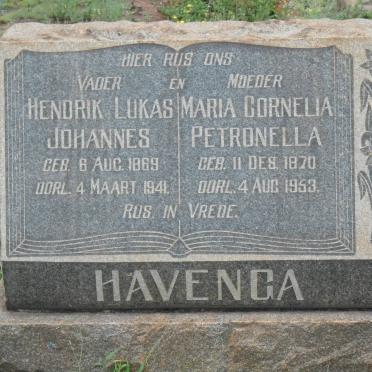 HIER RUS ONS
VADER EN MOEDER
HENDRIK LUKAS MARIA CORNELIA
JOHANNES PETRONELLA
GEB. 6 AUG. 1869 GEB. 11 DES. 1870
OORL. 4 MAART 1941. OORL. 4 AUG 1953.
RUS IN VREDE.
HAVENGA